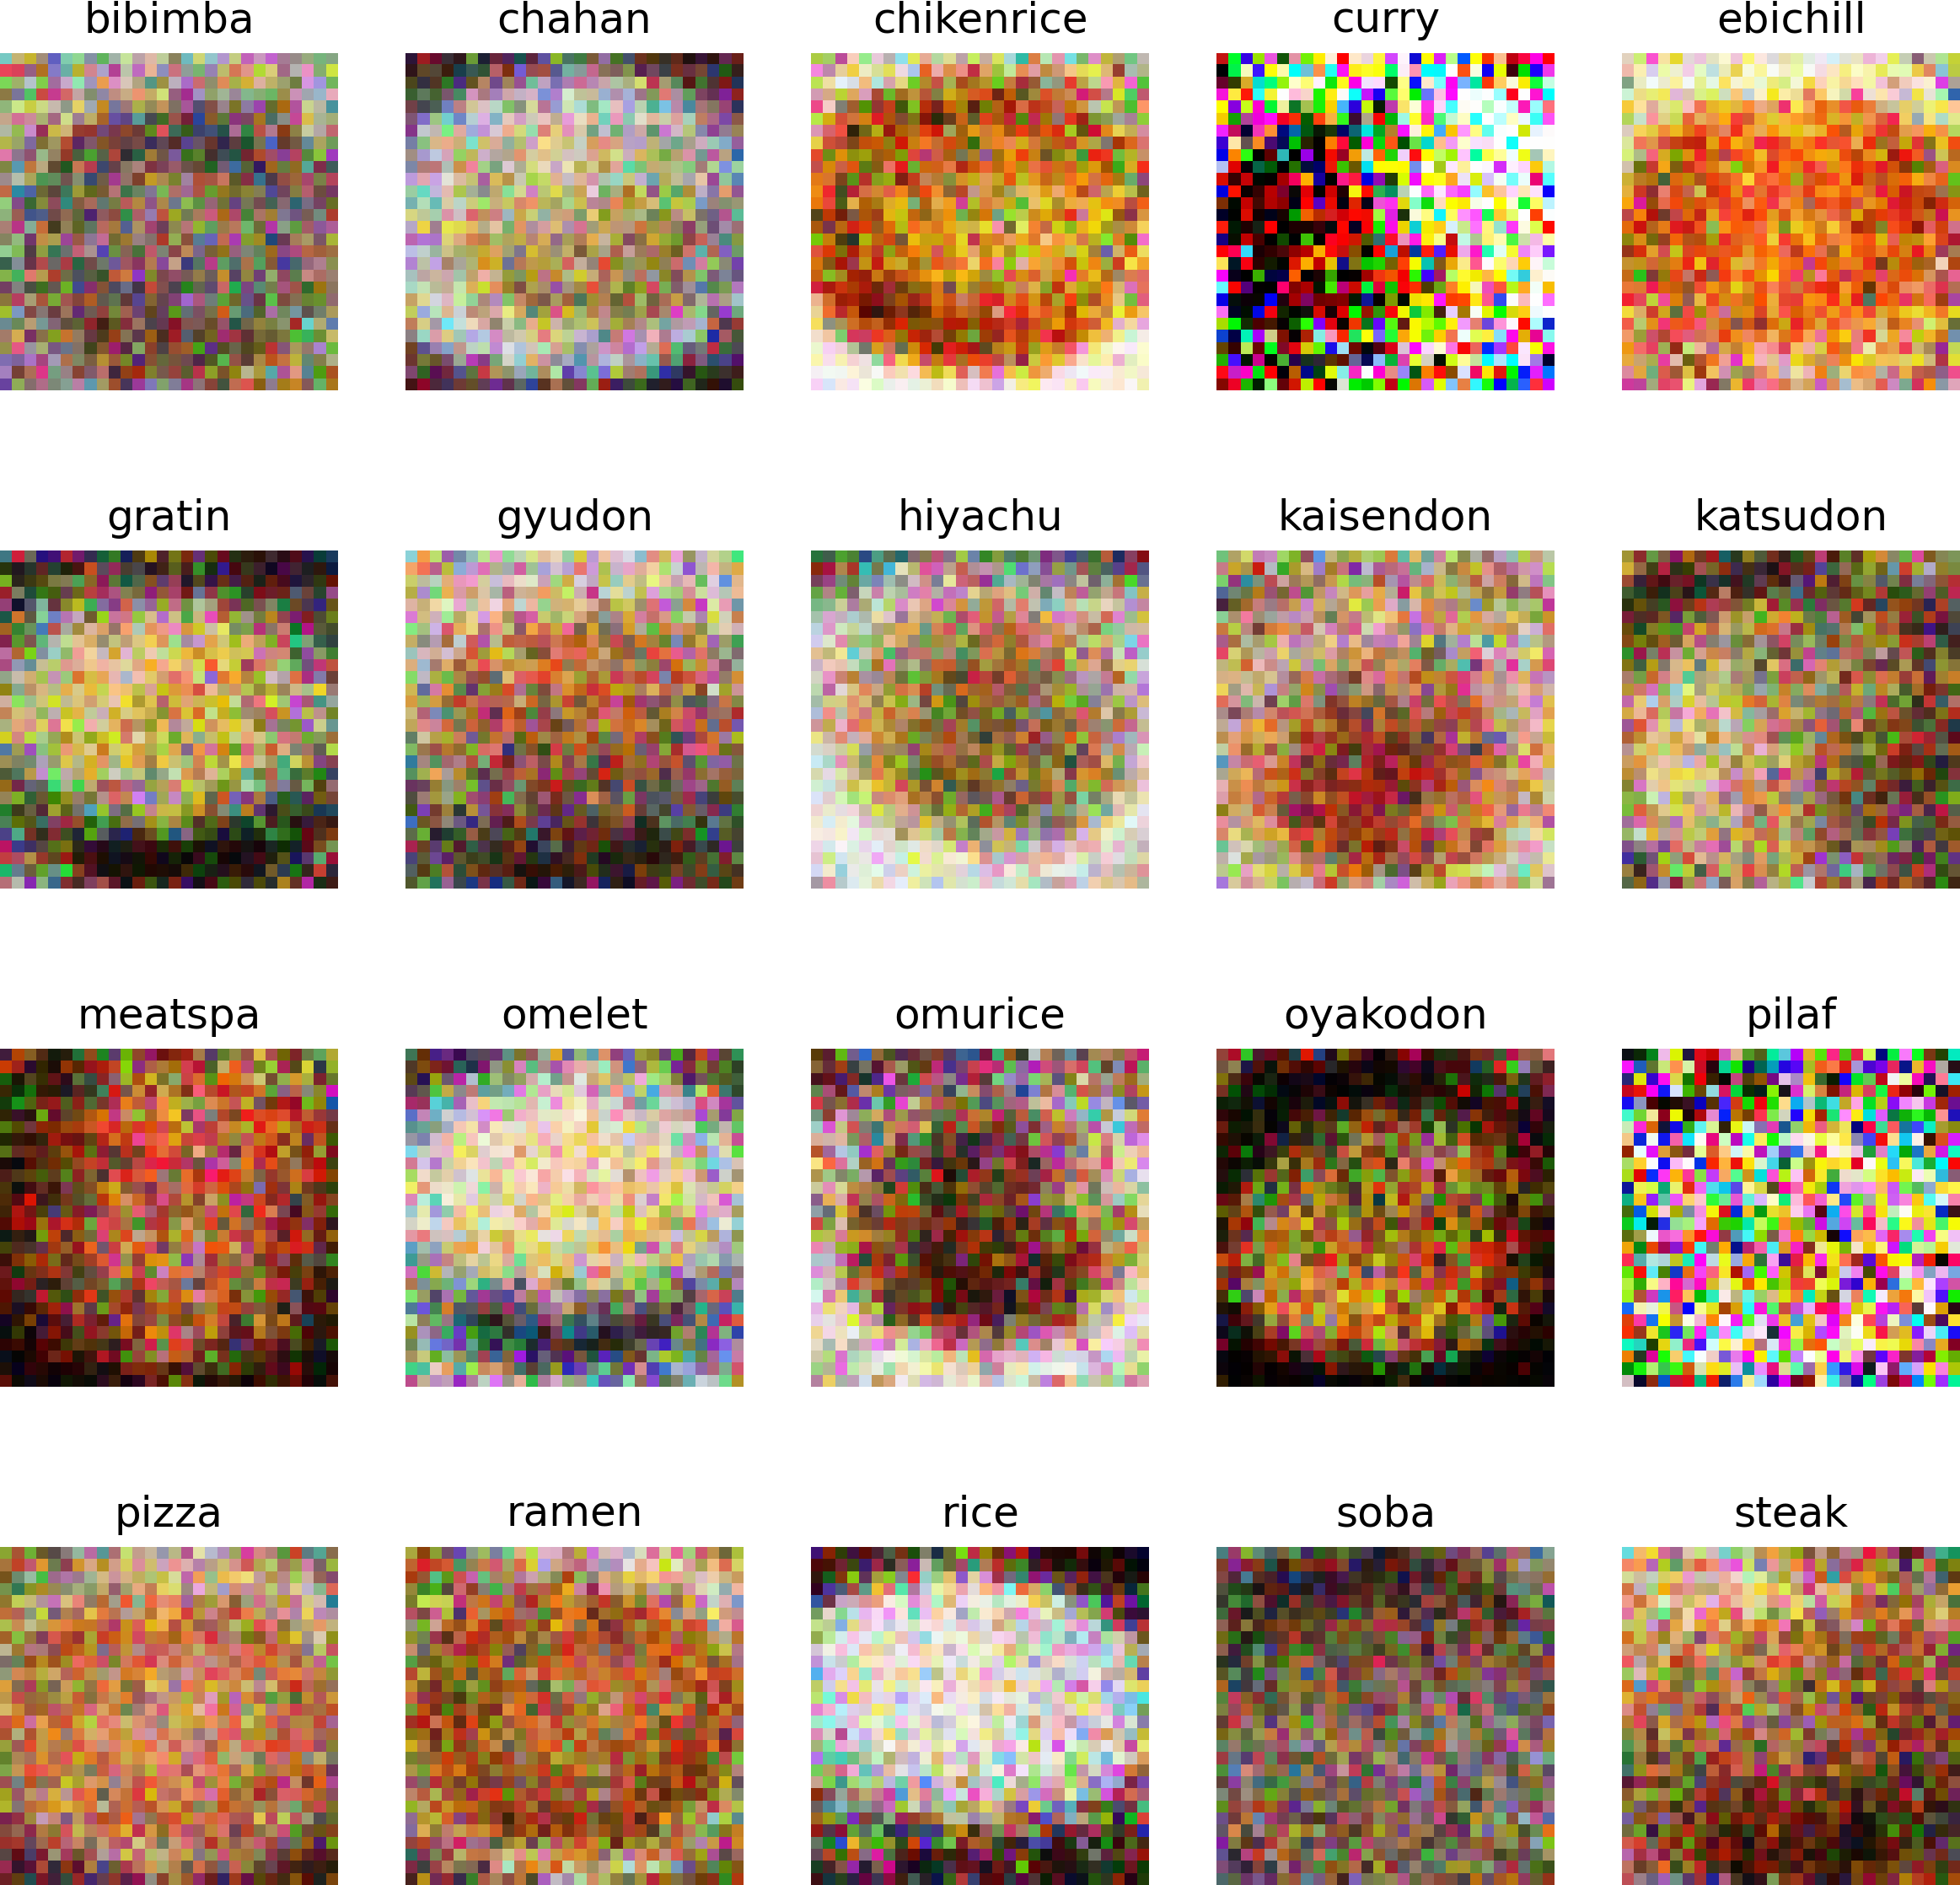 bibimba chahan chikenrice curry ebichill
gratin gyudon hiyachu kaisendon katsudon
meatspa omelet omurice oyakodon pilaf
pizza ramen rice soba steak